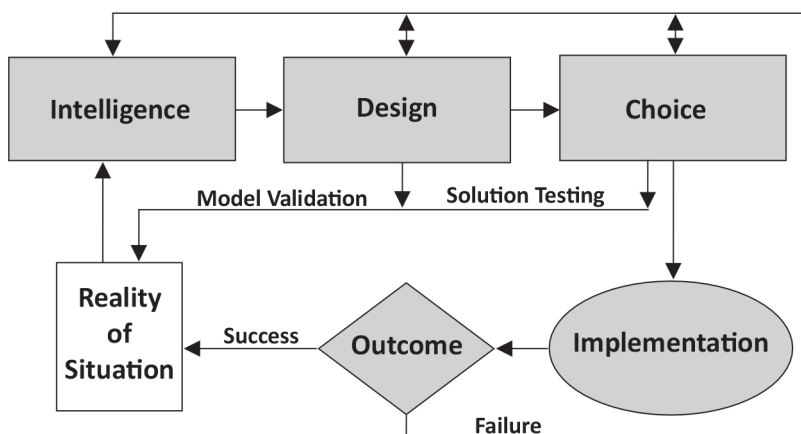 Intelligence
Design
Choice
Model Validation
Solution Testing
Reality
of
Situation
Success
Outcome
Implementation
Failure